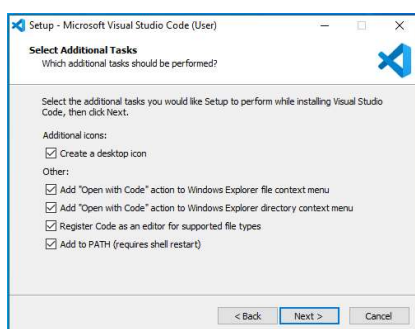 Setup - Microsoft Visual Studio Code (User)
Select Additional Tasks
Which additional tasks should be performed?
Select the additional tasks you would like Setup to perform while installing Visual Studio
Code, then click Next.
Additional icons:
Create a desktop icon
Other:
Add "Open with Code" action to Windows Explorer file context menu
Add "Open with Code" action to Windows Explorer directory context menu
Register Code as an editor for supported file types
Add to PATH (requires shell restart)
< Back Next > Cancel